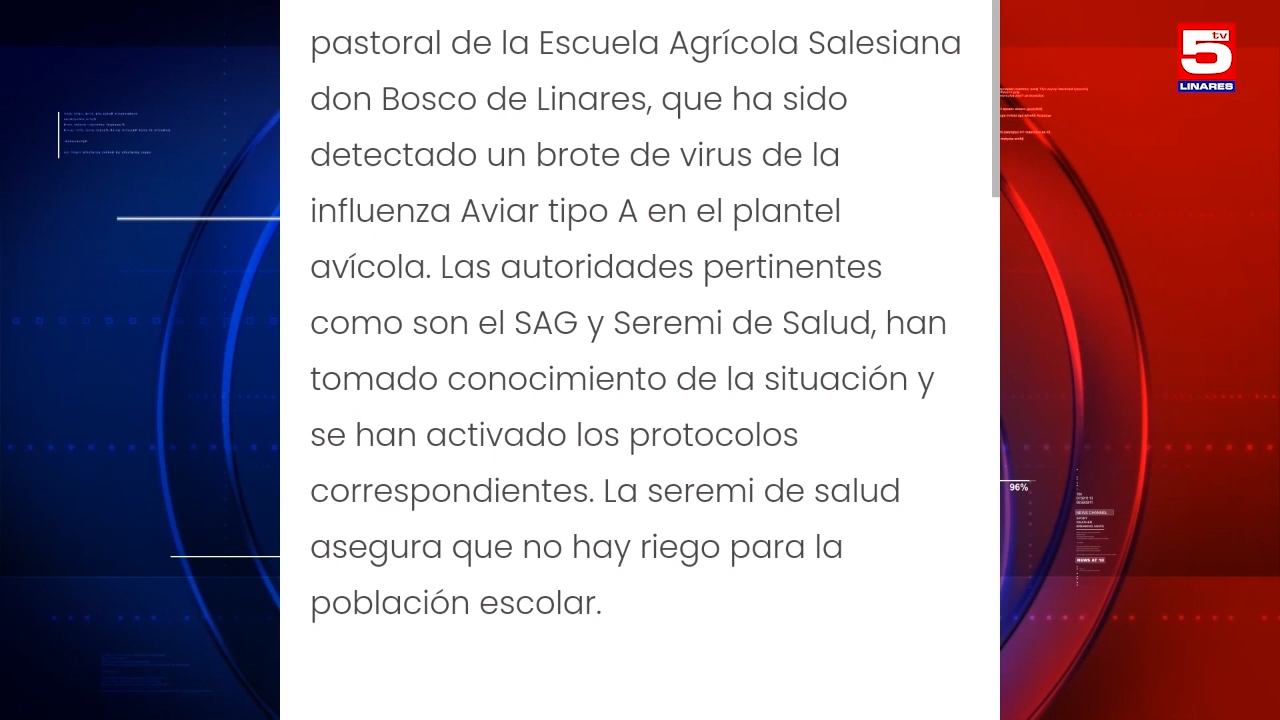 pastoral de la Escuela Agrícola Salesiana
don Bosco de Linares, que ha sido
detectado un brote de virus de la
influenza Aviar tipo A en el plantel
avícola. Las autoridades pertinentes
como son el SAG y Seremi de Salud, han
tomado conocimiento de la situación y
se han activado los protocolos
correspondientes. La seremi de salud
asegura que no hay riego para la
población escolar.
5 tv
LINARES
96%
NEWS CHANNEL
NEWS AT 10